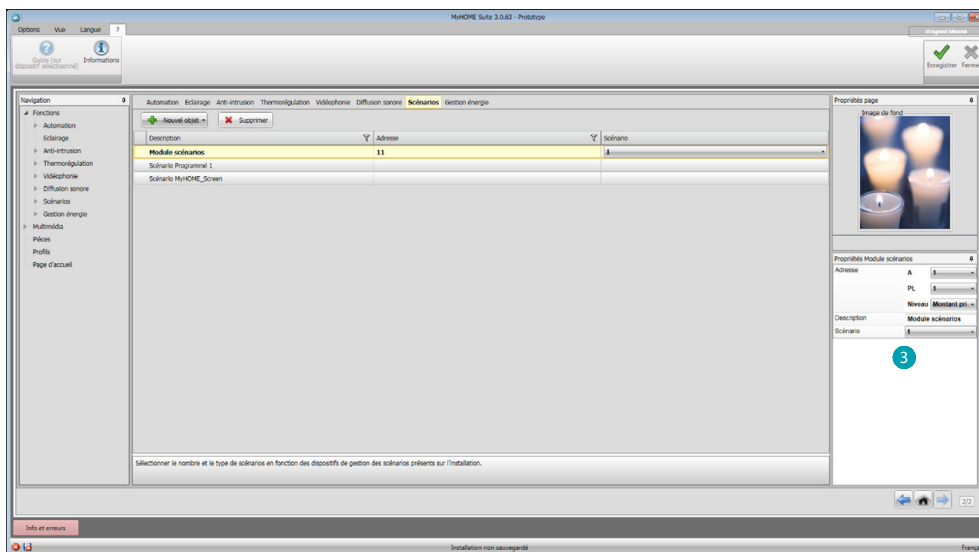 MyHOME Suite 3.0.63 - Prototype
Options Vue Langue ?
Guide (sur dispositif sélectionné)
Informations
Enregistrer
Ferme
Navigation
Fonctions
Automation
Eclairage
Anti-intrusion
Thermorégulation
Vidéophonie
Diffusion sonore
Scénarios
Gestion énergie
Multimédia
Pièces
Profils
Page d'accueil
Automation Eclairage Anti-intrusion Thermorégulation Vidéophonie Diffusion sonore Scénarios Gestion énergie
Nouvel objet Supprimer
Description Adresse Scénario
Module scénarios 11 1
Scénario Programmé 1
Scénario MyHOME_Screen
Sélectionner le nombre et le type de scénarios en fonction des dispositifs de gestion des scénarios présents sur l'installation.
Propriétés page
Image de fond
Propriétés Module scénarios
Adresse A 1
PL 1
Niveau Montant pri
Description Module scénarios
Scénario 1
3
2/2
Info et erreurs
Installation non sauvegardé
França